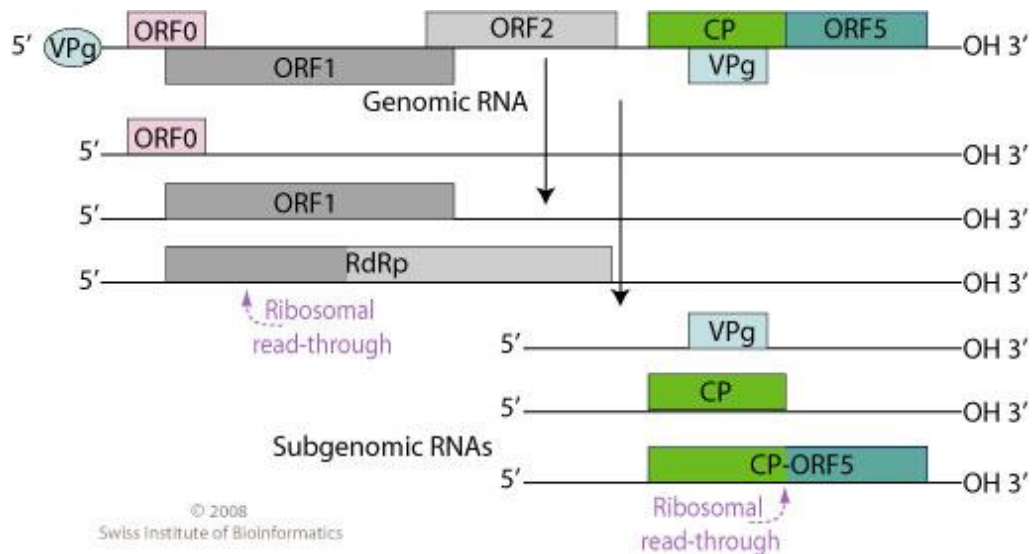 ORF0 ORF2 CP ORF5
5′ VPg OH 3′
ORF1 VPg
Genomic RNA
ORF0
5′ OH 3′
ORF1
5′ OH 3′
RdRp
5′ OH 3′
Ribosomal
read-through
VPg
5′ OH 3′
CP
5′ OH 3′
Subgenomic RNAs
CP-ORF5
5′ OH 3′
© 2008
Swiss Institute of Bioinformatics
Ribosomal
read-through